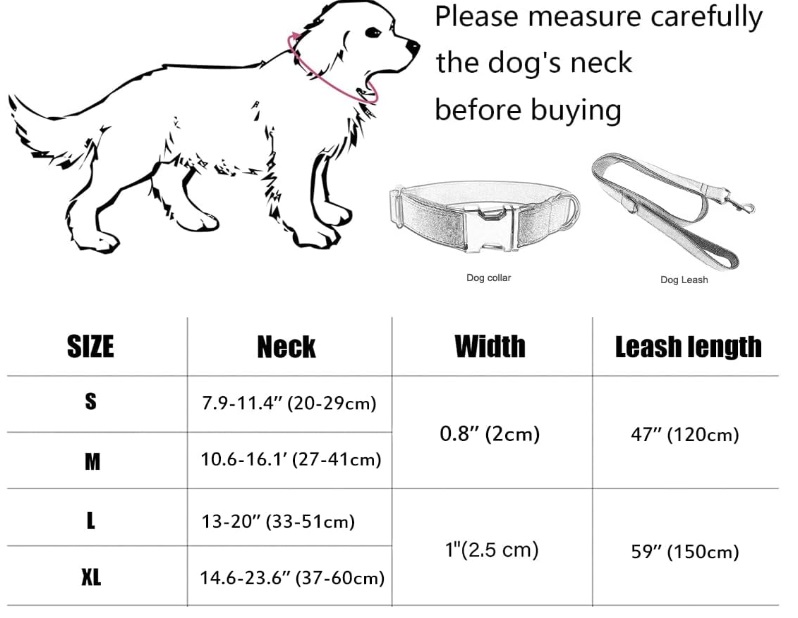 Please measure carefully
the dog's neck
before buying
Dog collar
Dog Leash
SIZE Neck Width Leash length
S 7.9-11.4” (20-29cm)
0.8” (2cm) 47” (120cm)
M 10.6-16.1’ (27-41cm)
L 13-20” (33-51cm)
1"(2.5 cm) 59” (150cm)
XL 14.6-23.6” (37-60cm)